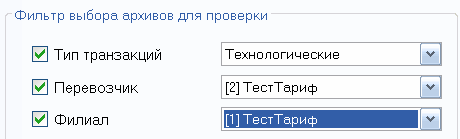 Фильтр выбора архивов для проверки
Тип транзакций Технологические
Перевозчик [2] ТестТариф
Филиал [1] ТестТариф